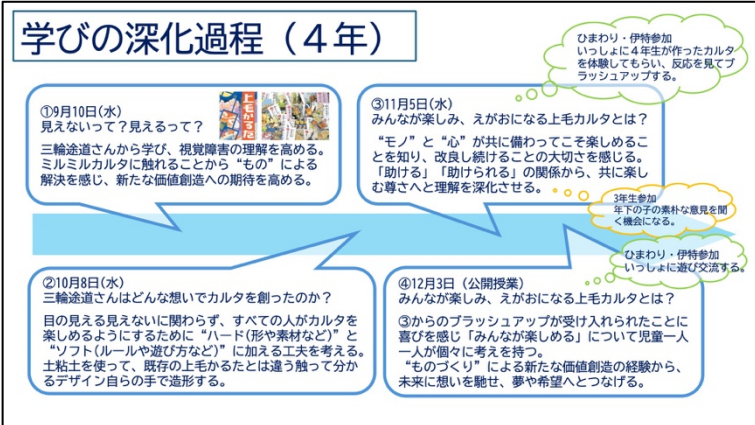 学びの深化過程（４年）
ひまわり・伊特参加
いっしょに４年生が作ったカルタ
を体験してもらい、反応を見てブ
ラッシュアップする。
①9月10日(水)
見えないって？見えるって？
三輪途道さんから学び、視覚障害の理解を高める。
ミルミルカルタに触れることから“もの”による
解決を感じ、新たな価値創造への期待を高める。
上毛かるた
③11月5日(水)
みんなが楽しみ、えがおになる上毛カルタとは？
“モノ”と“心”が共に備わってこそ楽しめるこ
とを知り、改良し続けることの大切さを感じる。
「助ける」「助けられる」の関係から、共に楽し
む尊さへと理解を深化させる。
3年生参加
年下の子の素朴な意見を聞
く機会になる。
ひまわり・伊特参加
いっしょに遊び交流する。
②10月8日(水)
三輪途道さんはどんな想いでカルタを創ったのか？
目の見える見えないに関わらず、すべての人がカルタを
楽しめるようにするために“ハード(形や素材など)”と
“ソフト(ルールや遊び方など)”に加える工夫を考える。
土粘土を使って、既存の上毛かるたとは違う触って分か
るデザイン自らの手で造形する。
④12月3日（公開授業）
みんなが楽しみ、えがおになる上毛カルタとは？
③からのブラッシュアップが受け入れられたことに
喜びを感じ「みんなが楽しめる」について児童一人
一人が個々に考えを持つ。
“ものづくり”による新たな価値創造の経験から、
未来に想いを馳せ、夢や希望へとつなげる。